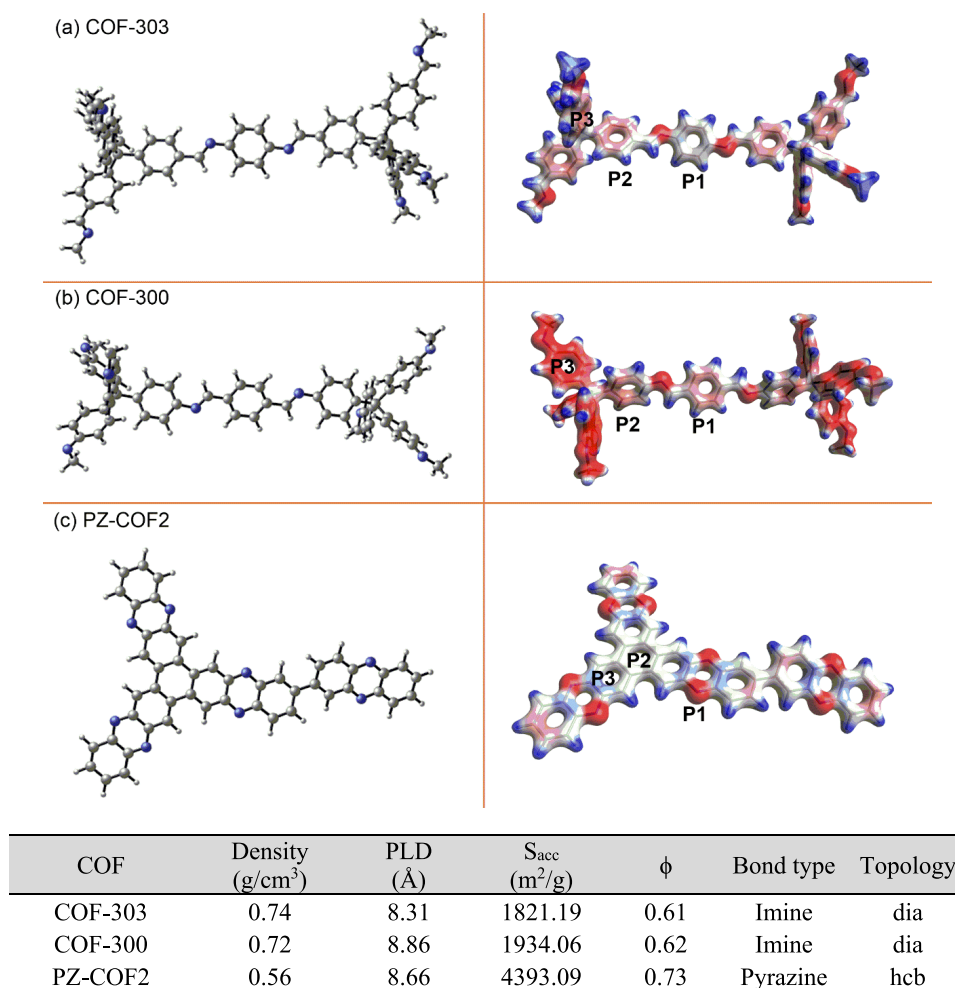 (a) COF-303
P3
P2
P1
(b) COF-300
P3
P2
P1
(c) PZ-COF2
P2
P3
P1
COF Density (g/cm³) PLD (Å) Sacc (m²/g) ϕ Bond type Topology
COF-303 0.74 8.31 1821.19 0.61 Imine dia
COF-300 0.72 8.86 1934.06 0.62 Imine dia
PZ-COF2 0.56 8.66 4393.09 0.73 Pyrazine hcb